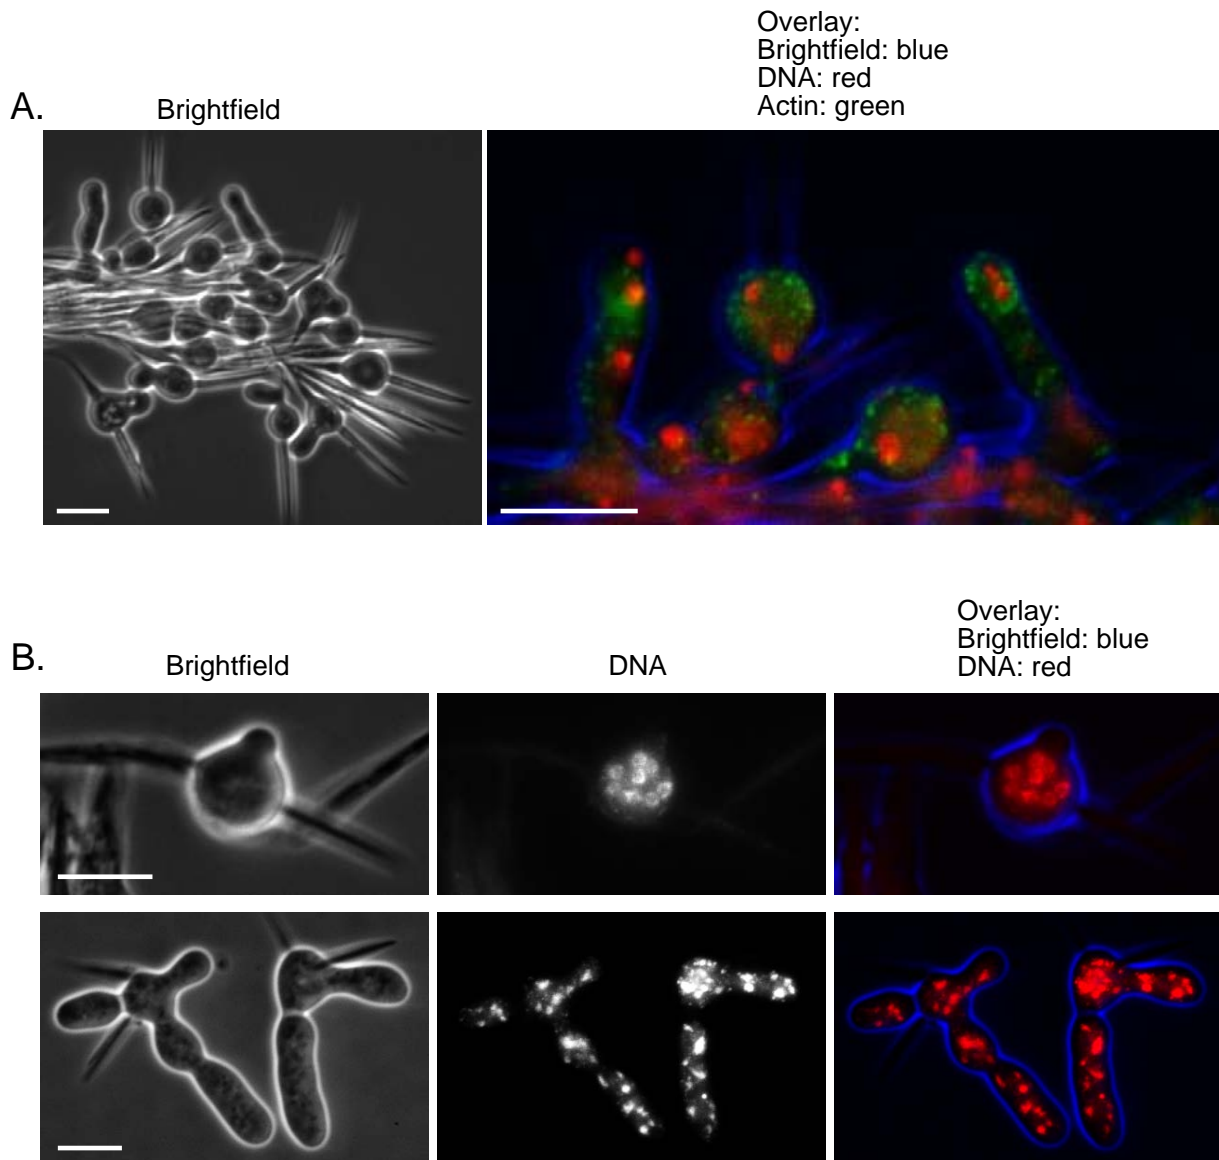 Overlay:
Brightfield: blue
DNA: red
Actin: green
A.
Brightfield
Overlay:
Brightfield: blue
DNA: red
B.
Brightfield
DNA